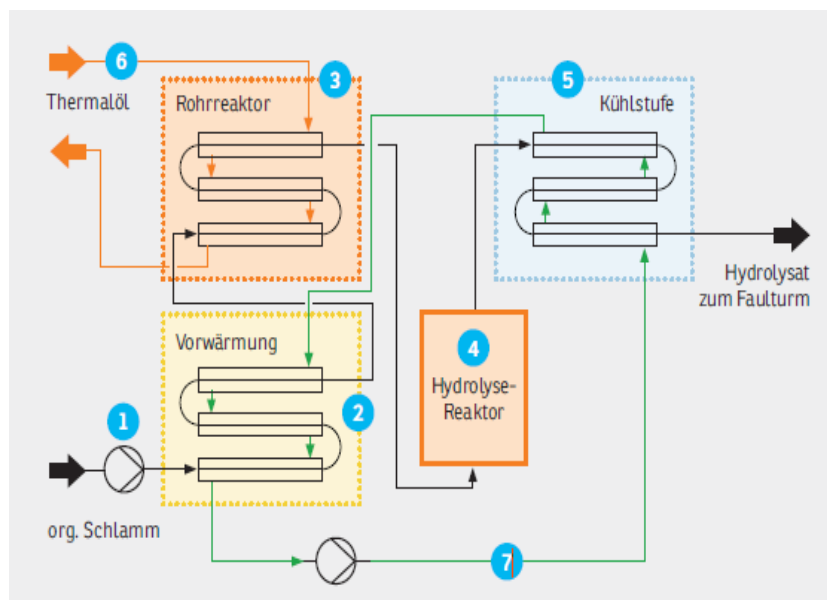 6
3
5
Thermalöl
Rohrreaktor
Kühlstufe
Hydrolysat
zum Faulturm
Vorwärmung
4
Hydrolyse-
Reaktor
1
2
org. Schlamm
7